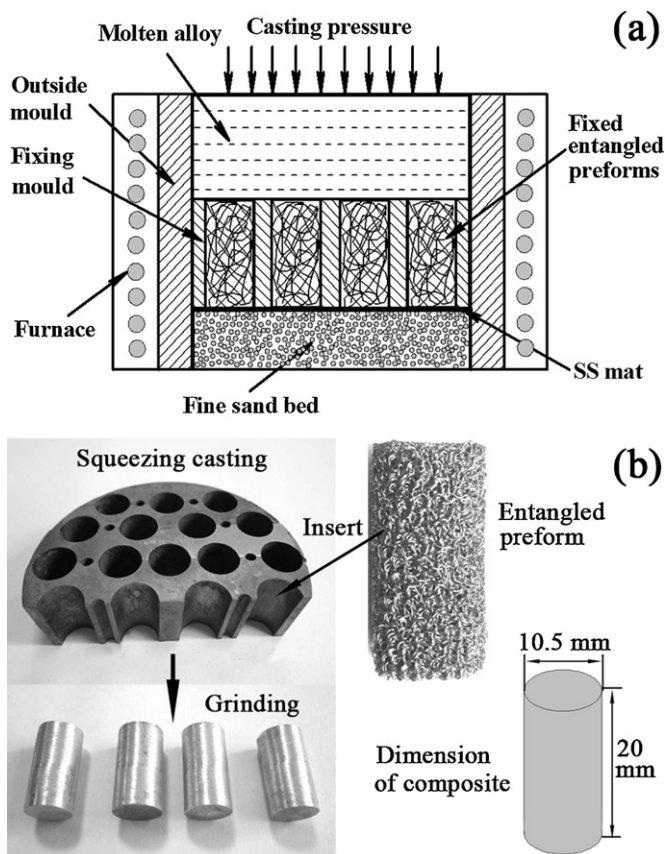 Casting pressure
(a)
Molten alloy
Outside
mould
Fixing
mould
Fixed
entangled
preforms
Furnace
SS mat
Fine sand bed
(b)
Squeezing casting
Insert
Entangled
preform
10.5 mm
Grinding
Dimension
of composite
20
mm